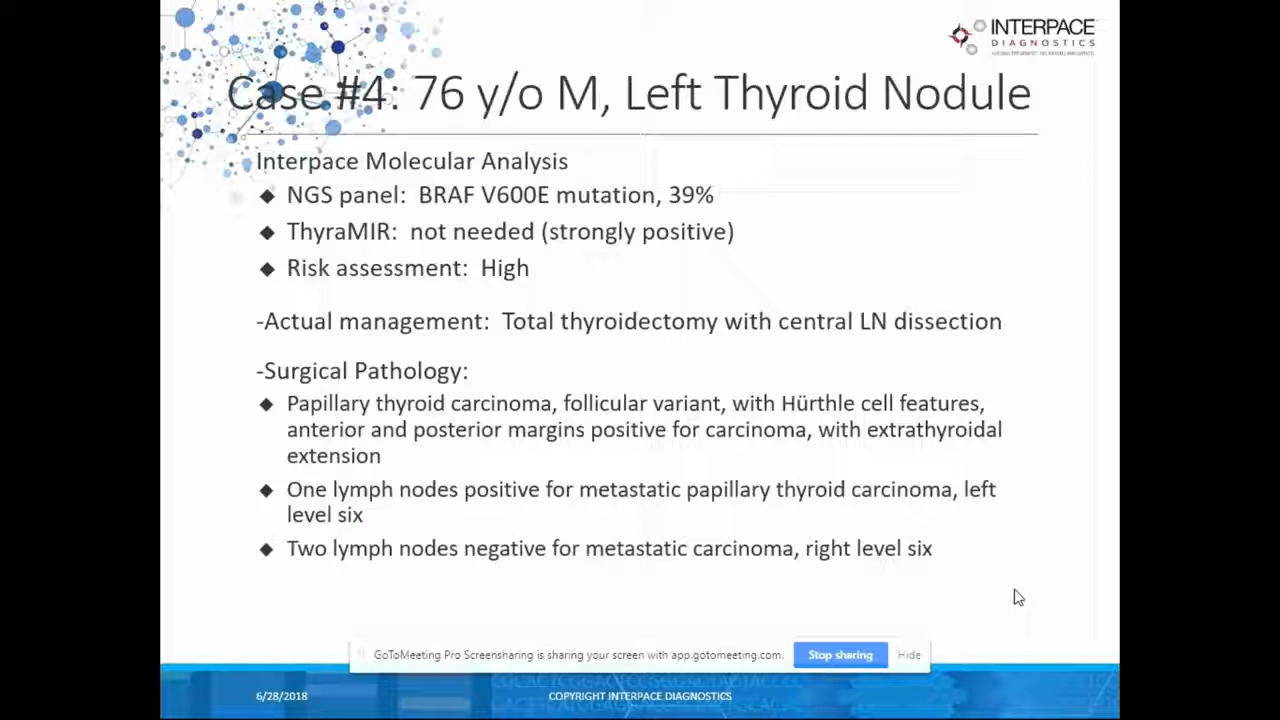 INTERPACE
DIAGNOSTICS
Case #4: 76 y/o M, Left Thyroid Nodule
Interpace Molecular Analysis
◆ NGS panel: BRAF V600E mutation, 39%
◆ ThyraMIR: not needed (strongly positive)
◆ Risk assessment: High
-Actual management: Total thyroidectomy with central LN dissection
-Surgical Pathology:
◆ Papillary thyroid carcinoma, follicular variant, with Hürthle cell features,
anterior and posterior margins positive for carcinoma, with extrathyroidal
extension
◆ One lymph nodes positive for metastatic papillary thyroid carcinoma, left
level six
◆ Two lymph nodes negative for metastatic carcinoma, right level six
GoToMeeting Pro Screensharing is sharing your screen with app.gotomeeting.com.
Stop sharing
Hide
6/28/2018
COPYRIGHT INTERPACE DIAGNOSTICS